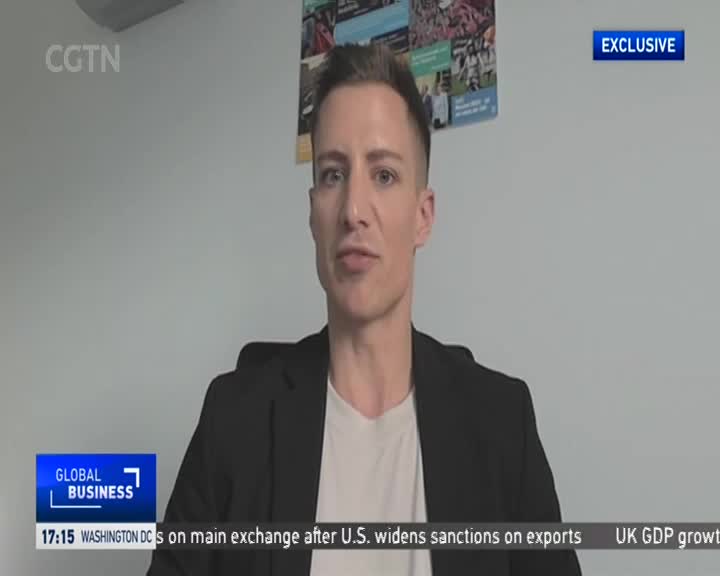 CGTN
EXCLUSIVE
GLOBAL
BUSINESS
17:15 WASHINGTON DC s on main exchange after U.S. widens sanctions on exports UK GDP growt